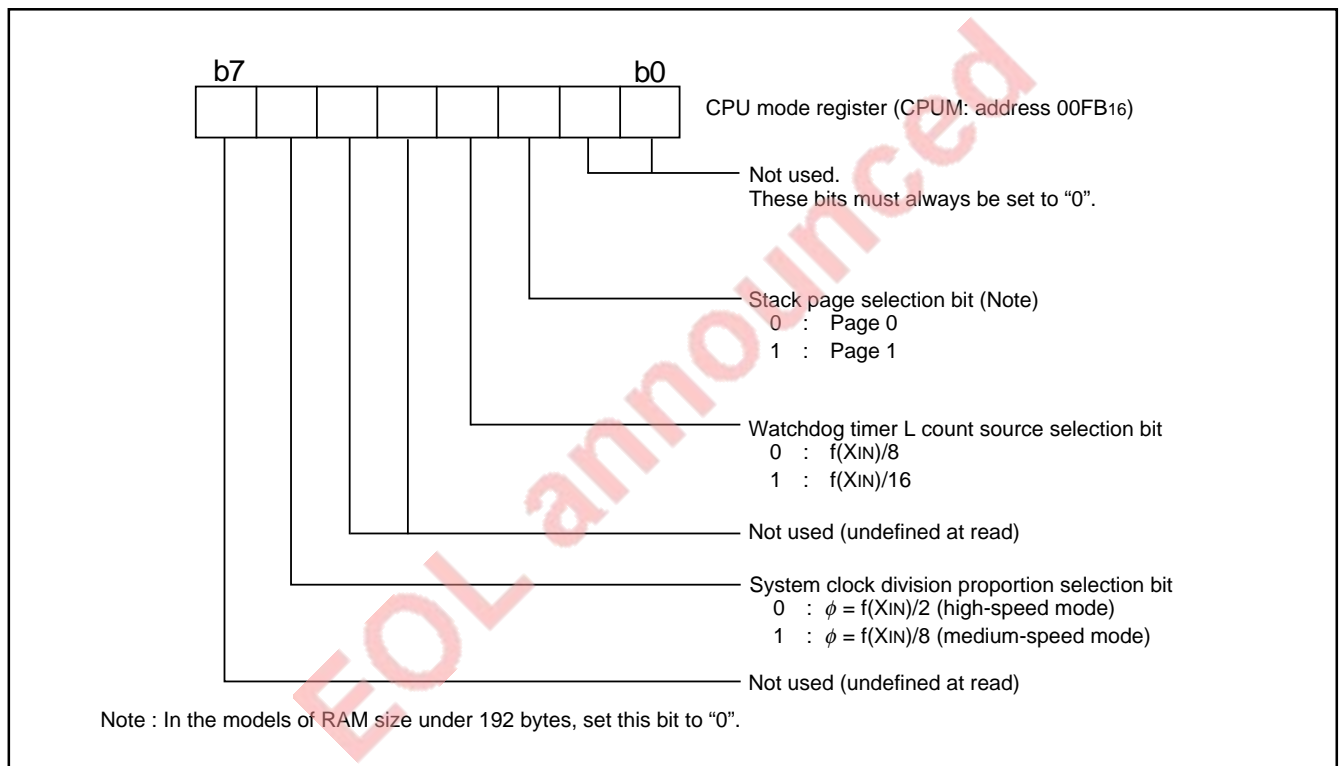 b7 b0
CPU mode register (CPUM: address 00FB16)
Not used.
These bits must always be set to “0”.
Stack page selection bit (Note)
0 : Page 0
1 : Page 1
Watchdog timer L count source selection bit
0 : f(XIN)/8
1 : f(XIN)/16
Not used (undefined at read)
System clock division proportion selection bit
0 : ϕ = f(XIN)/2 (high-speed mode)
1 : ϕ = f(XIN)/8 (medium-speed mode)
Not used (undefined at read)
Note : In the models of RAM size under 192 bytes, set this bit to “0”.
EOL announced